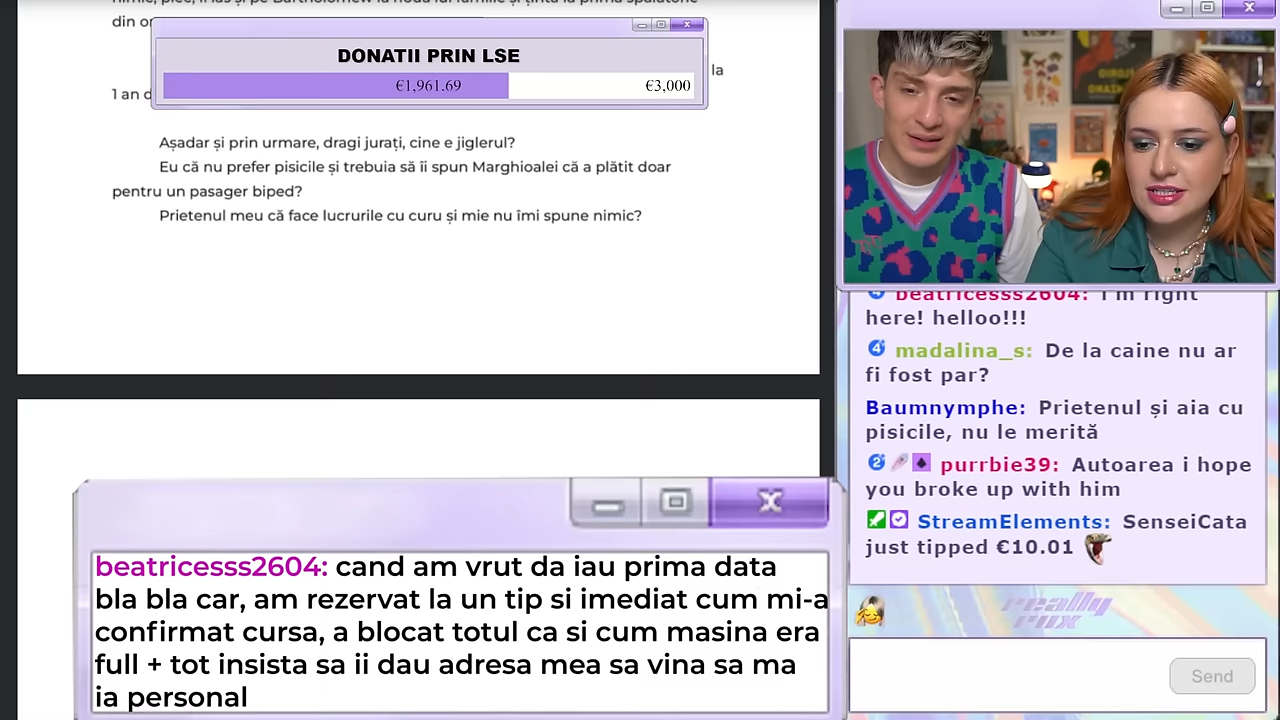 DONATII PRIN LSE
€1,961.69
€3,000
din
la
1 an
Așadar și prin urmare, dragi jurați, cine e jiglerul?
Eu că nu prefer pisicile și trebuia să îi spun Marghioalei că a plătit doar
pentru un pasager biped?
Prietenul meu că face lucrurile cu curu și mie nu îmi spune nimic?
beatricesss2604: cand am vrut da iau prima data
bla bla car, am rezervat la un tip si imediat cum mi-a
confirmat cursa, a blocat totul ca si cum masina era
full + tot insista sa ii dau adresa mea sa vina sa ma
ia personal
beatricesss2604: I'm right
here! helloo!!!
madalina_s: De la caine nu ar
fi fost par?
Baumnymphe: Prietenul și aia cu
pisicile, nu le merită
purrbie39: Autoarea i hope
you broke up with him
StreamElements: SenseiCata
just tipped €10.01
really
rux
Send